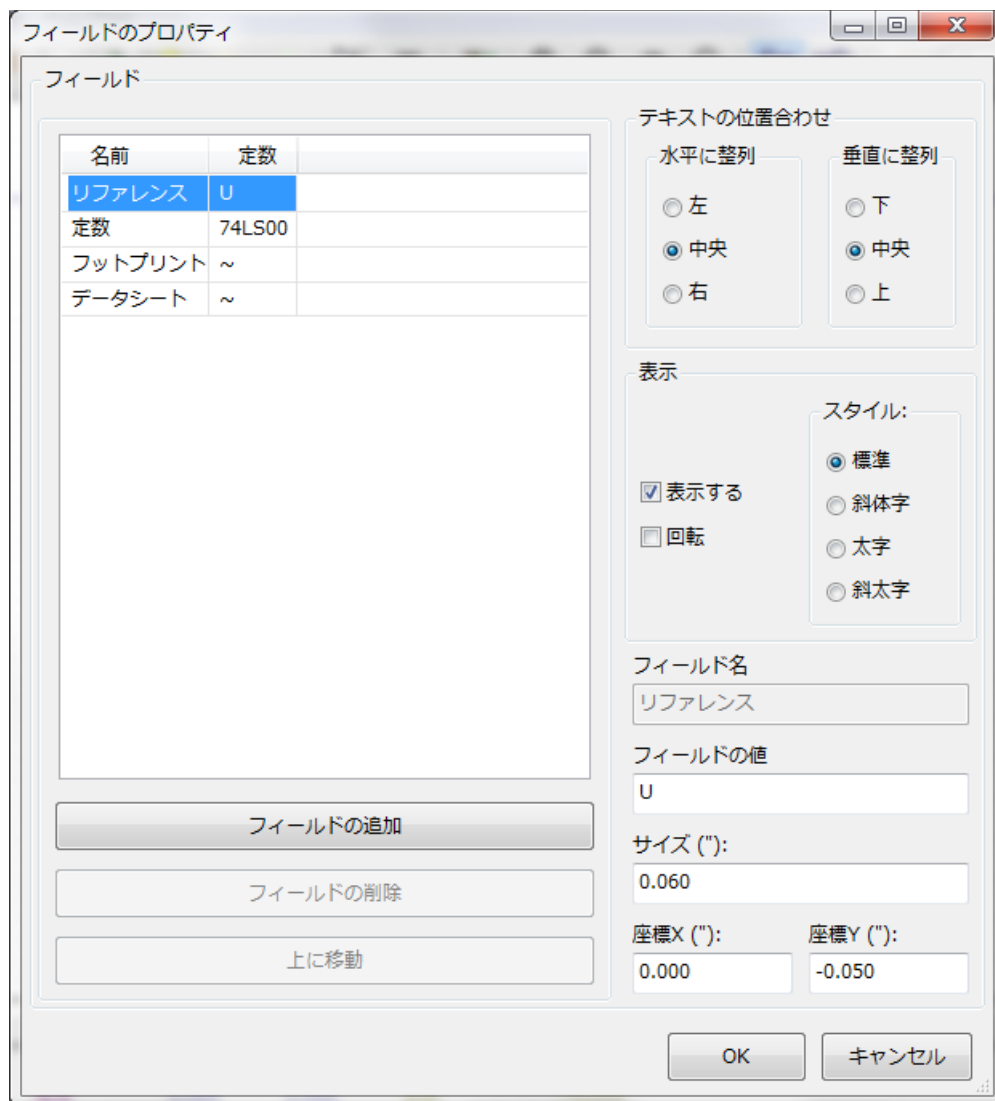 フィールドのプロパティ
フィールド
名前 定数
リファレンス U
定数 74LS00
フットプリント ~
データシート ~
フィールドの追加
フィールドの削除
上に移動
テキストの位置合わせ
水平に整列
左
中央
右
垂直に整列
下
中央
上
表示
表示する
回転
スタイル:
標準
斜体字
太字
斜太字
フィールド名
リファレンス
フィールドの値
U
サイズ ("):
0.060
座標X ("): 座標Y ("):
0.000 -0.050
OK キャンセル